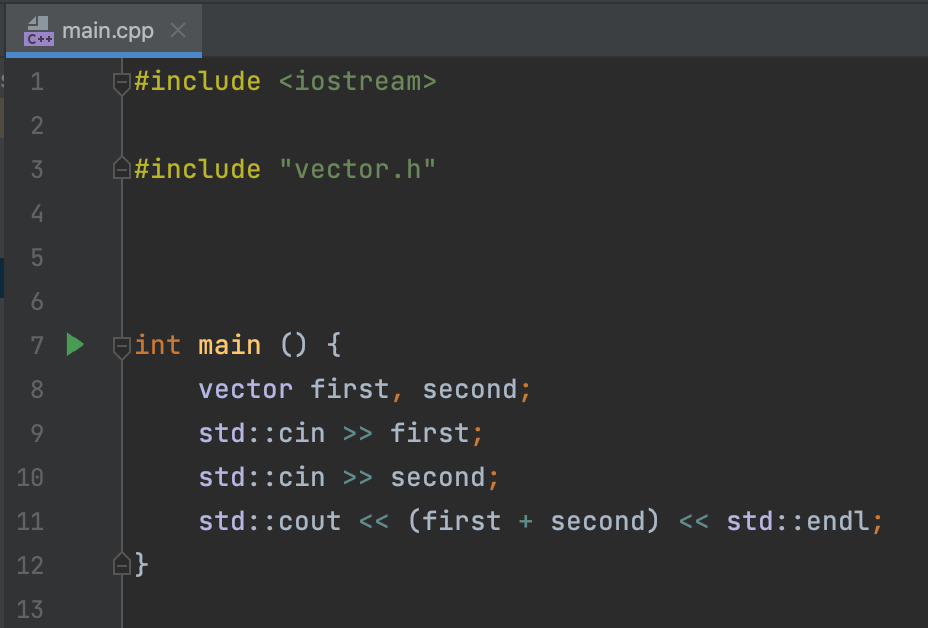 C++ main.cpp
1 #include <iostream>
2
3 #include "vector.h"
4
5
6
7 int main () {
8 vector first, second;
9 std::cin >> first;
10 std::cin >> second;
11 std::cout << (first + second) << std::endl;
12 }
13